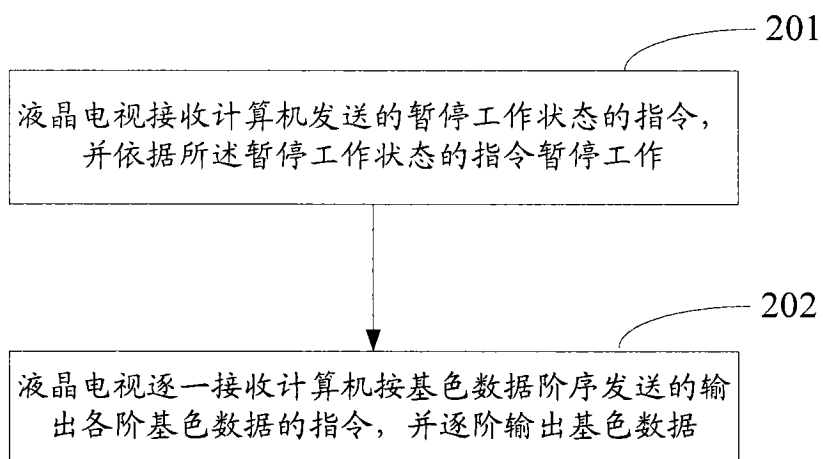 201
液晶电视接收计算机发送的暂停工作状态的指令，
并依据所述暂停工作状态的指令暂停工作
202
液晶电视逐一接收计算机按基色数据阶序发送的输
出各阶基色数据的指令，并逐阶输出基色数据